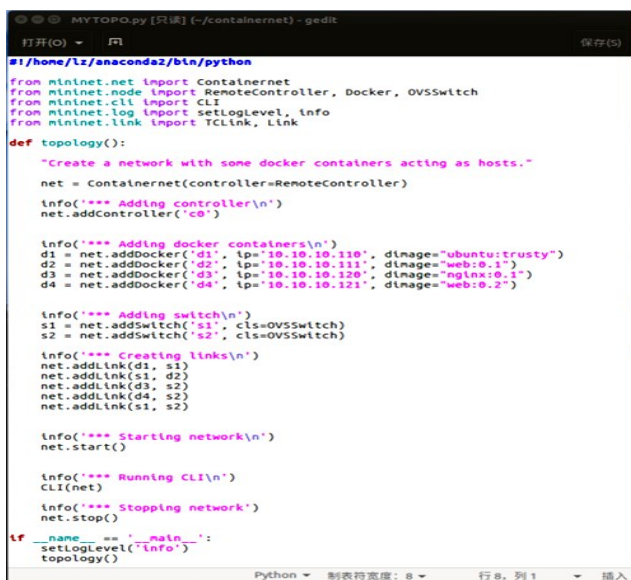 MYTOPO.py [只读] (~/containernet) - gedit
打开(O) 保存(S)
#!/home/lz/anaconda2/bin/python
from mininet.net import Containernet
from mininet.node import RemoteController, Docker, OVSSwitch
from mininet.cli import CLI
from mininet.log import setLogLevel, info
from mininet.link import TCLink, Link
def topology():
    "Create a network with some docker containers acting as hosts."
    net = Containernet(controller=RemoteController)
    info('*** Adding controller\n')
    net.addController('c0')
    info('*** Adding docker containers\n')
    d1 = net.addDocker('d1', ip='10.10.10.110', dimage="ubuntu:trusty")
    d2 = net.addDocker('d2', ip='10.10.10.111', dimage="web:0.1")
    d3 = net.addDocker('d3', ip='10.10.10.120', dimage="nginx:0.1")
    d4 = net.addDocker('d4', ip='10.10.10.121', dimage="web:0.2")
    info('*** Adding switch\n')
    s1 = net.addSwitch('s1', cls=OVSSwitch)
    s2 = net.addSwitch('s2', cls=OVSSwitch)
    info('*** Creating links\n')
    net.addLink(d1, s1)
    net.addLink(s1, d2)
    net.addLink(d3, s2)
    net.addLink(d4, s2)
    net.addLink(s1, s2)
    info('*** Starting network\n')
    net.start()
    info('*** Running CLI\n')
    CLI(net)
    info('*** Stopping network')
    net.stop()
if __name__ == '__main__':
    setLogLevel('info')
    topology()
Python 制表符宽度: 8 行 8, 列 1 插入